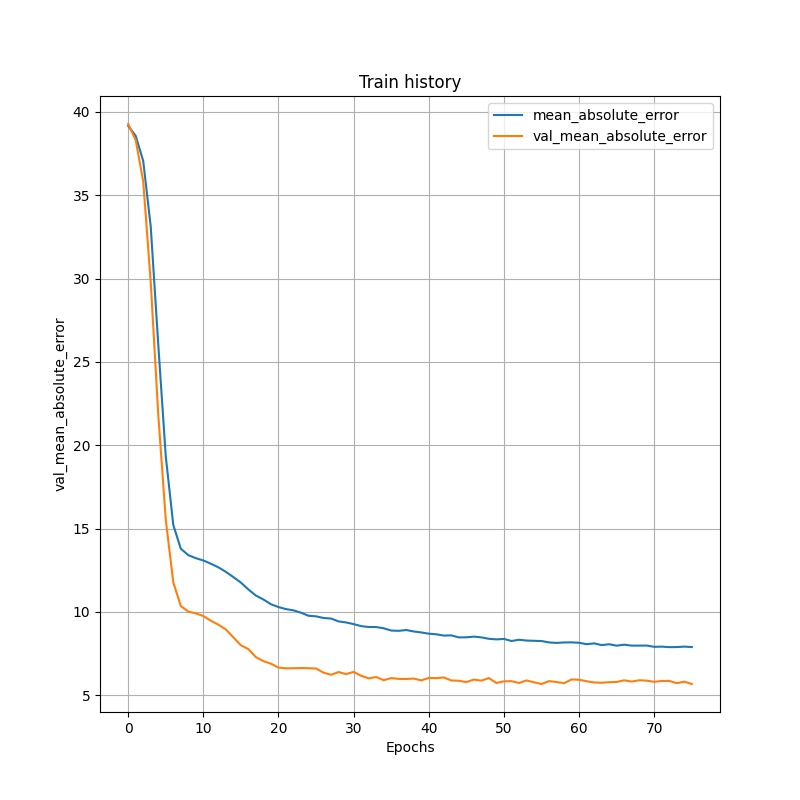 Train history
mean_absolute_error
val_mean_absolute_error
val_mean_absolute_error
40
35
30
25
20
15
10
5
0 10 20 30 40 50 60 70
Epochs